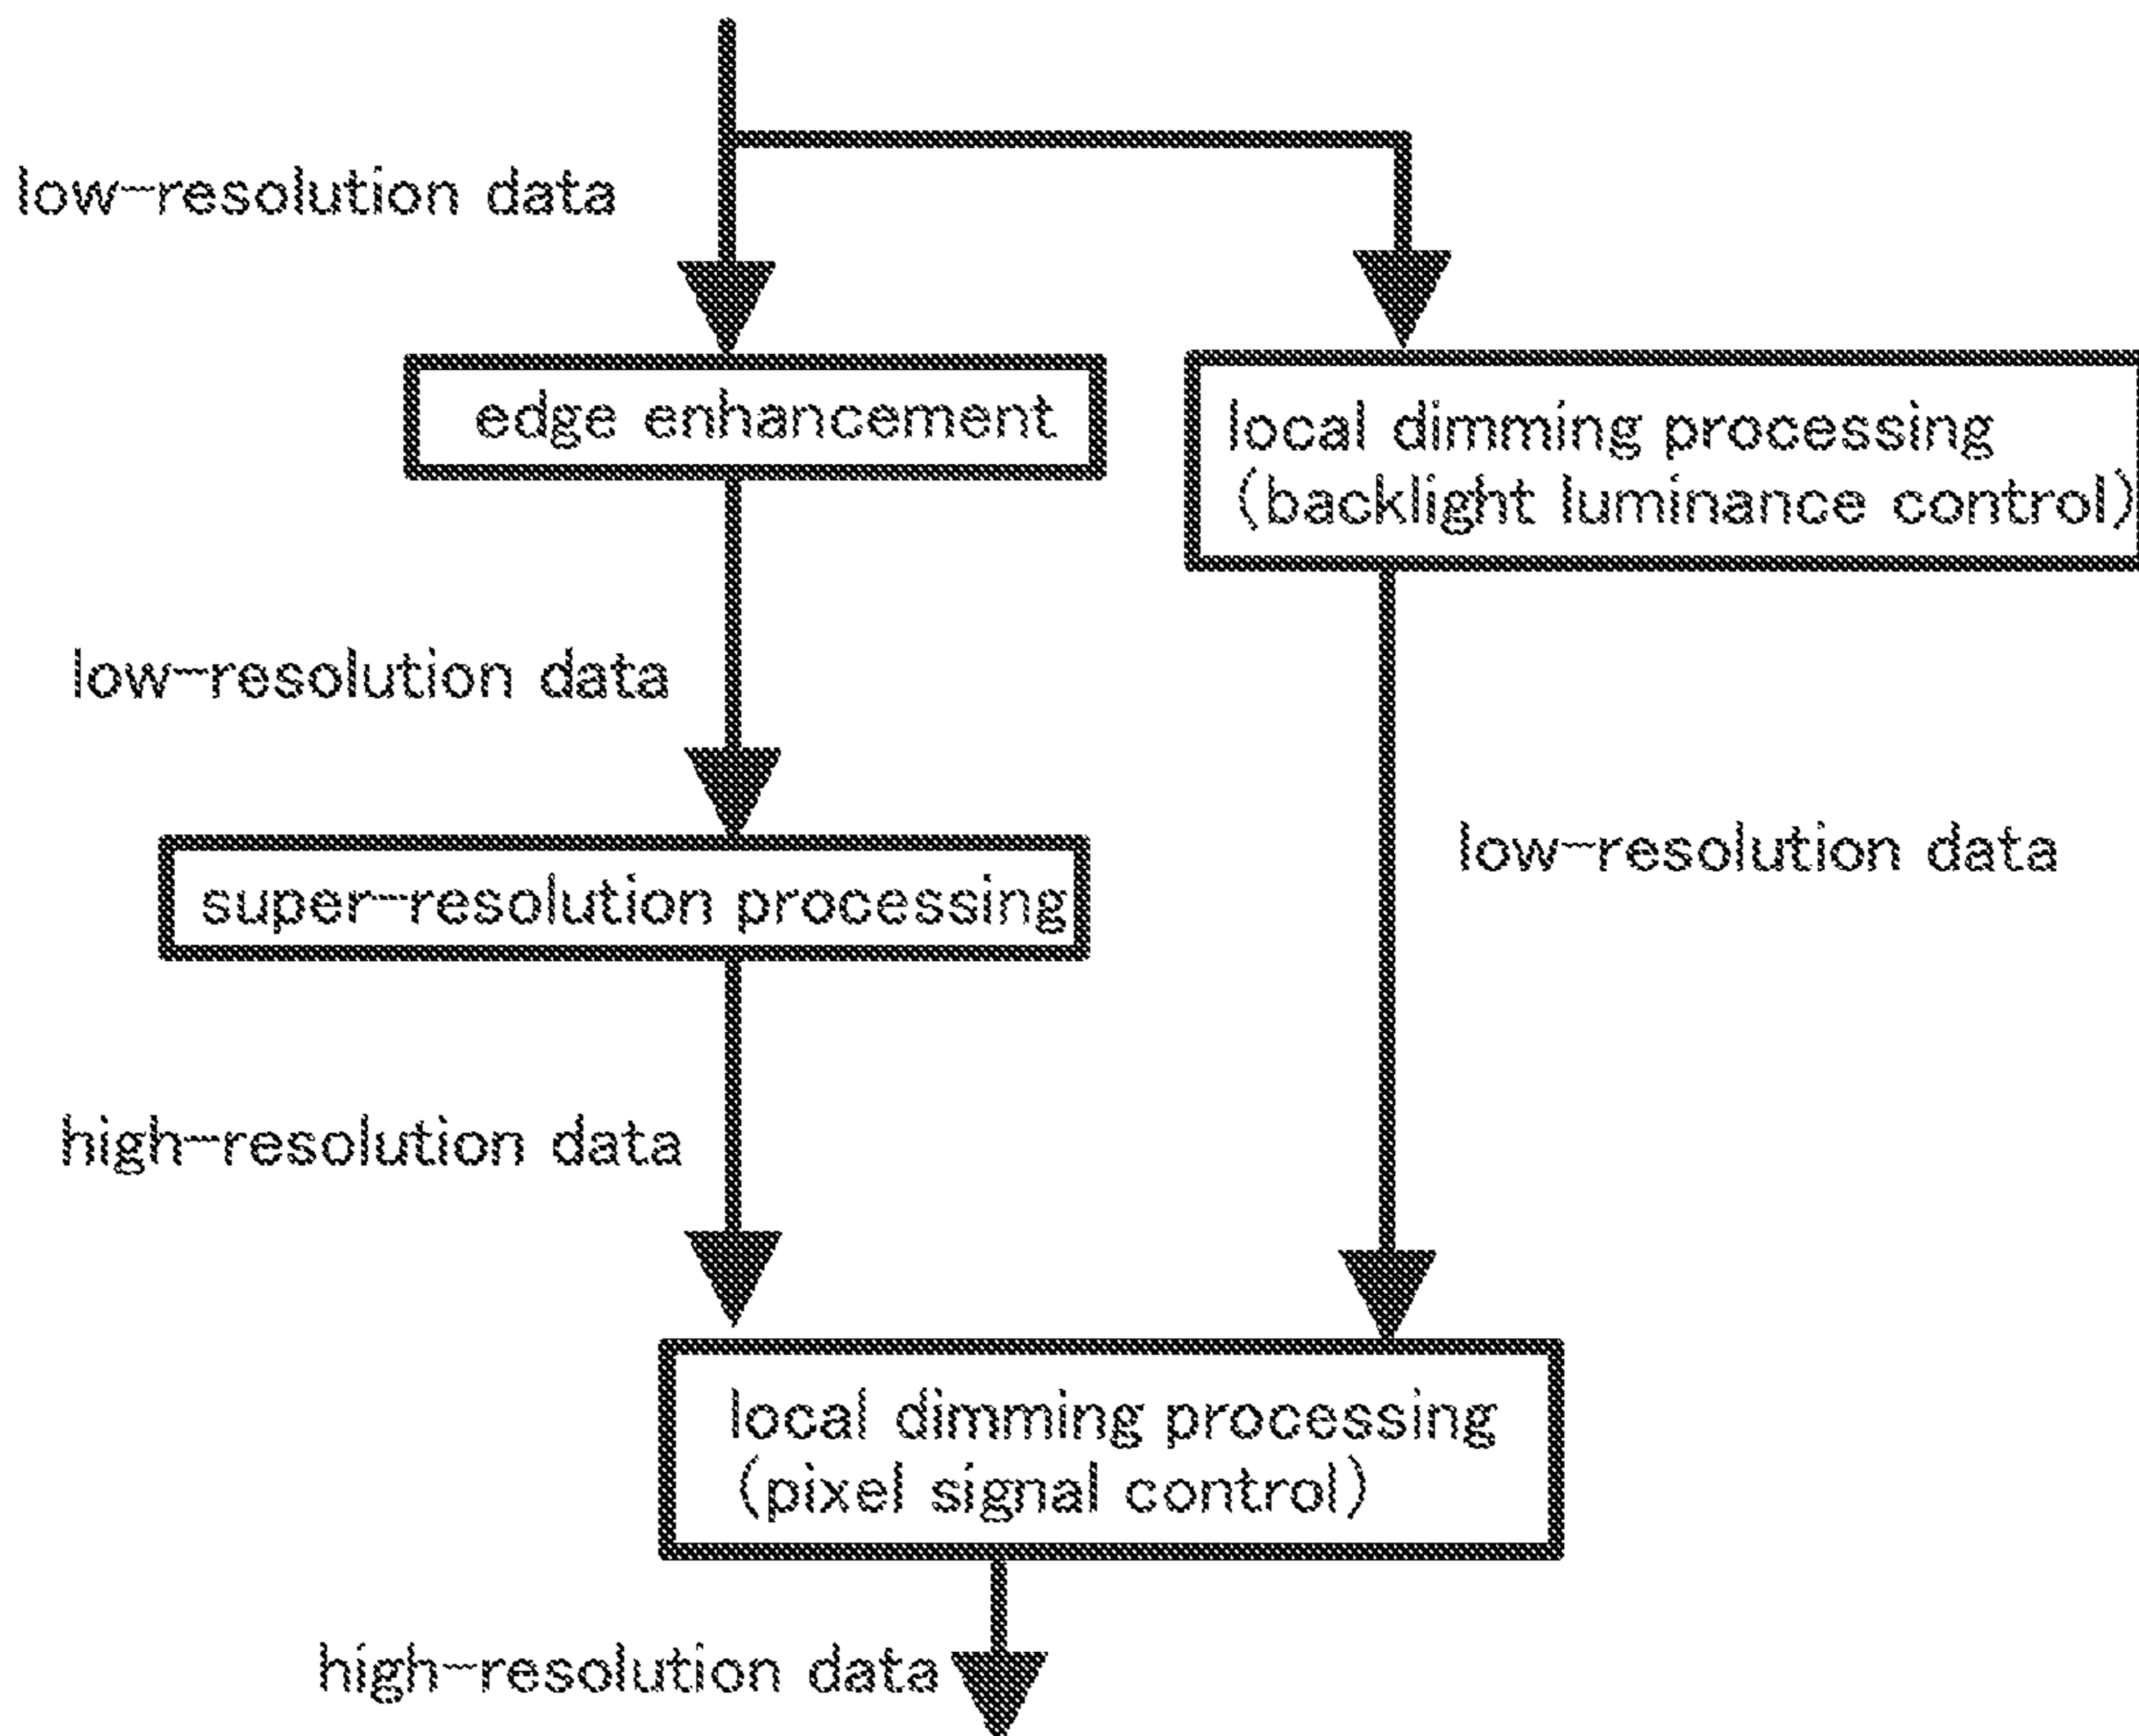 low-resolution data
edge enhancement
local dimming processing
(backlight luminance control)
low-resolution data
low-resolution data
super-resolution processing
high-resolution data
local dimming processing
(pixel signal control)
high-resolution data